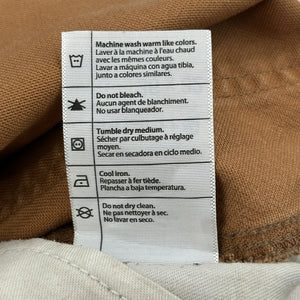 Machine wash warm like colors.
Laver à la machine à l'eau chaud
avec les mêmes couleurs.
Lavar a máquina con agua tibia,
junto a colores similares.
Do not bleach.
Aucun agent de blanchiment.
No usar blanqueador.
Tumble dry medium.
Sécher par culbutage à réglage
moyen.
Secar en secadora en ciclo medio.
Cool iron.
Repasser à fer tiède.
Plancha a baja temperatura.
Do not dry clean.
Ne pas nettoyer à sec.
No lavar en seco.